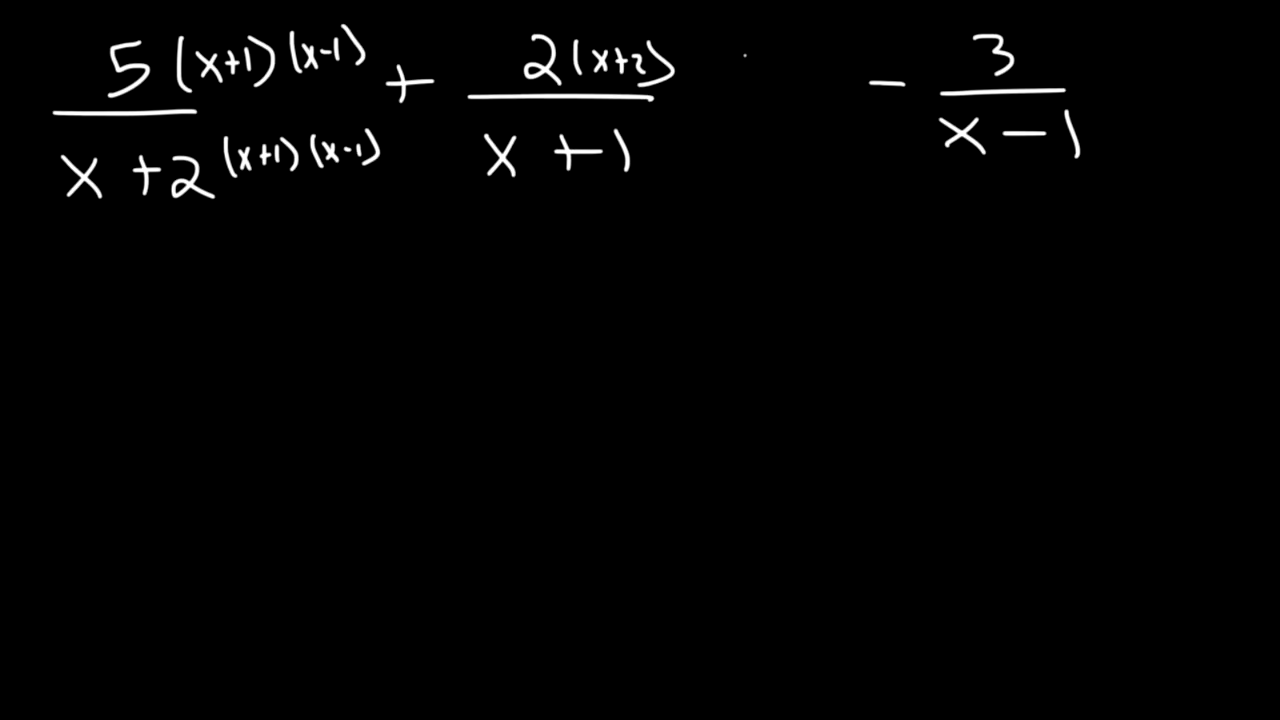 5(x+1)(x-1) + 2(x+2) - 3
x+2(x+1)(x-1) x+1 x-1